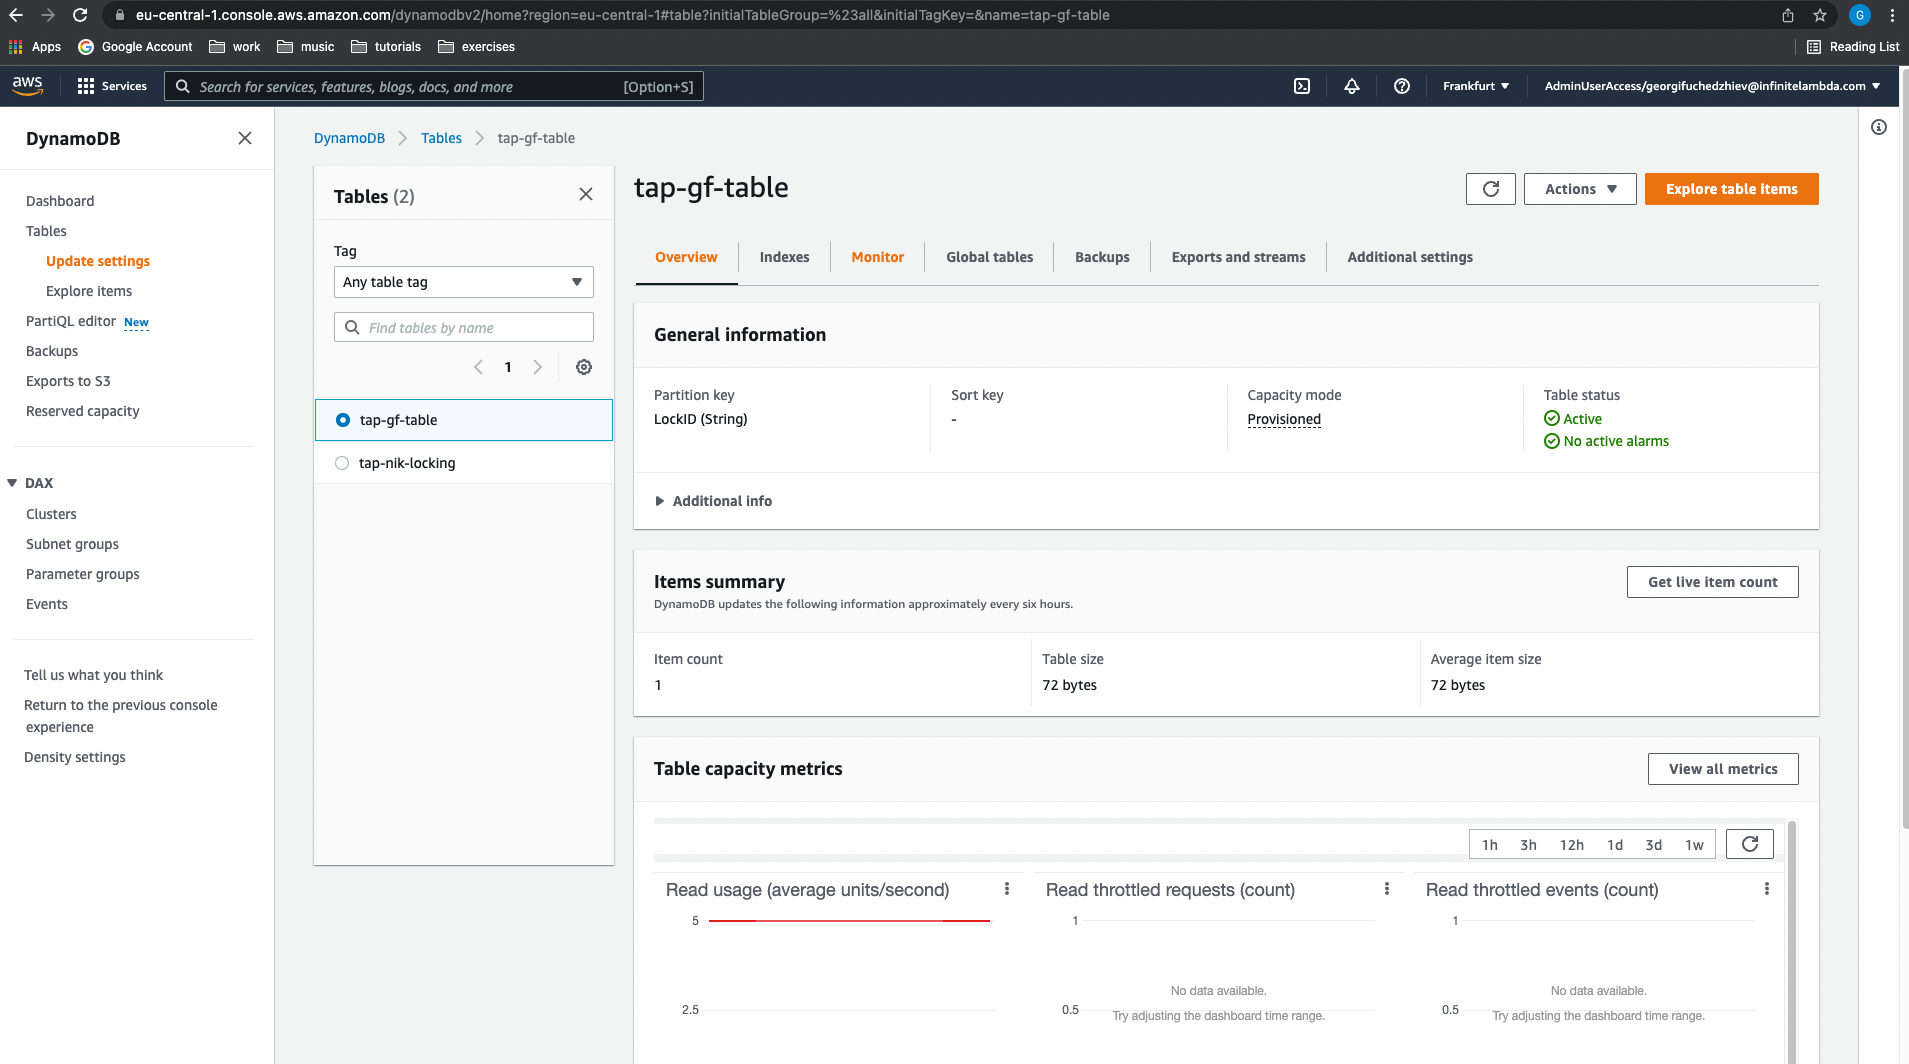 eu-central-1.console.aws.amazon.com/dynamodbv2/home?region=eu-central-1#table?initialTableGroup=%23all&initialTagKey=&name=tap-gf-table
G
Apps
Google Account
work
music
tutorials
exercises
Reading List
aws
Services
Search for services, features, blogs, docs, and more
[Option+S]
Frankfurt
AdminUserAccess/georgifuchedzhiev@infinitelambda.com
DynamoDB
Dashboard
Tables
Update settings
Explore items
PartiQL editor New
Backups
Exports to S3
Reserved capacity
DAX
Clusters
Subnet groups
Parameter groups
Events
Tell us what you think
Return to the previous console
experience
Density settings
DynamoDB
Tables
tap-gf-table
Tables (2)
Tag
Any table tag
Find tables by name
1
tap-gf-table
tap-nik-locking
tap-gf-table
Actions
Explore table items
Overview
Indexes
Monitor
Global tables
Backups
Exports and streams
Additional settings
General information
Partition key
LockID (String)
Sort key
-
Capacity mode
Provisioned
Table status
Active
No active alarms
Additional info
Items summary
DynamoDB updates the following information approximately every six hours.
Get live item count
Item count
1
Table size
72 bytes
Average item size
72 bytes
Table capacity metrics
View all metrics
1h 3h 12h 1d 3d 1w
Read usage (average units/second)
5
2.5
Read throttled requests (count)
1
No data available.
0.5
Try adjusting the dashboard time range.
Read throttled events (count)
1
No data available.
0.5
Try adjusting the dashboard time range.